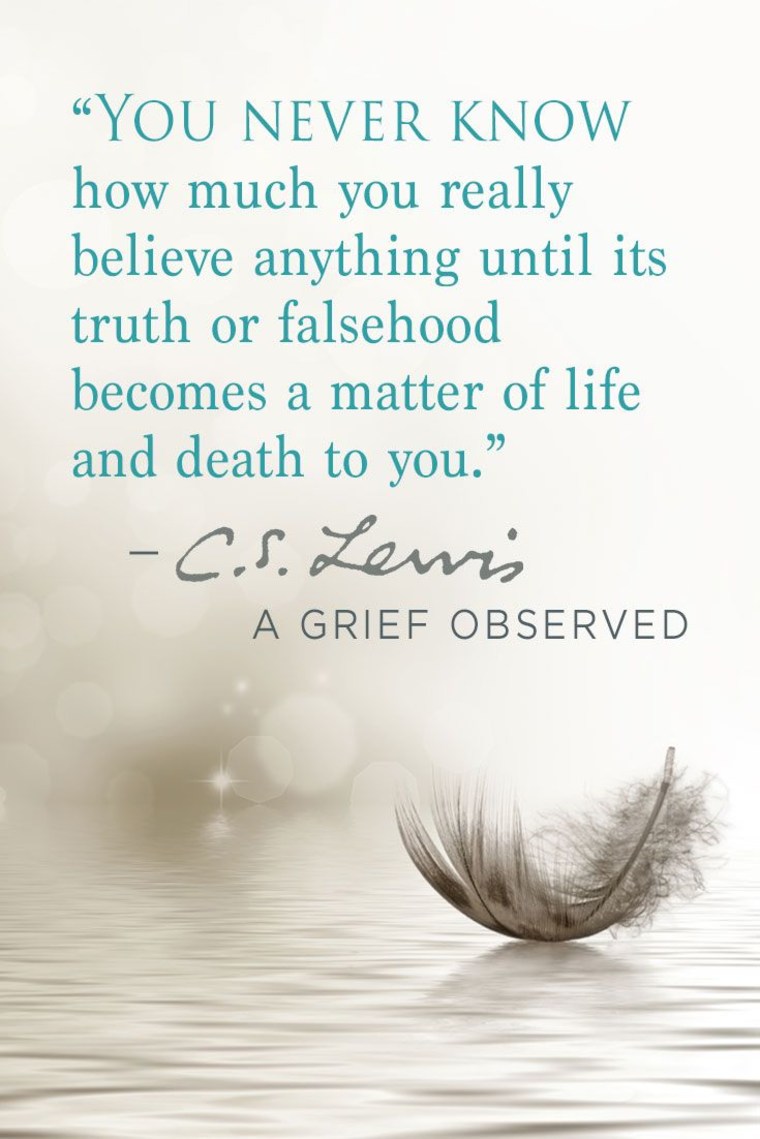 “YOU NEVER KNOW
how much you really
believe anything until its
truth or falsehood
becomes a matter of life
and death to you.”
– C.S. Lewis
A GRIEF OBSERVED